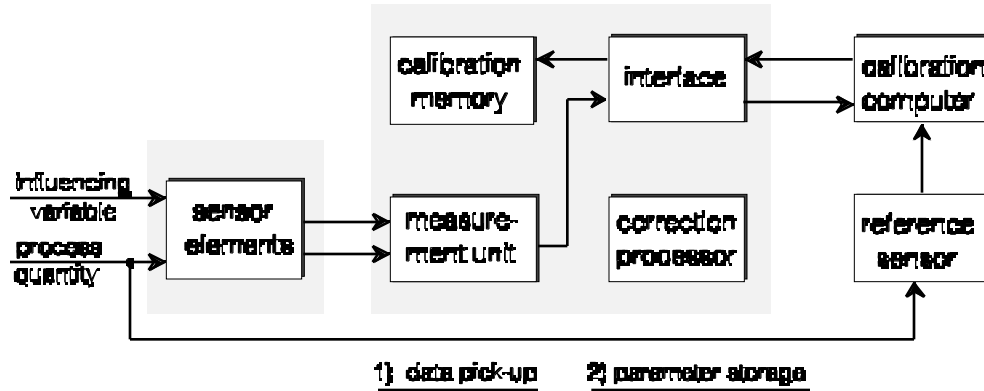 calibration
memory
interface
calibration
computer
influencing
variable
process
quantity
sensor
elements
measure-
ment unit
correction
processor
reference
sensor
1) data pick-up
2) parameter storage